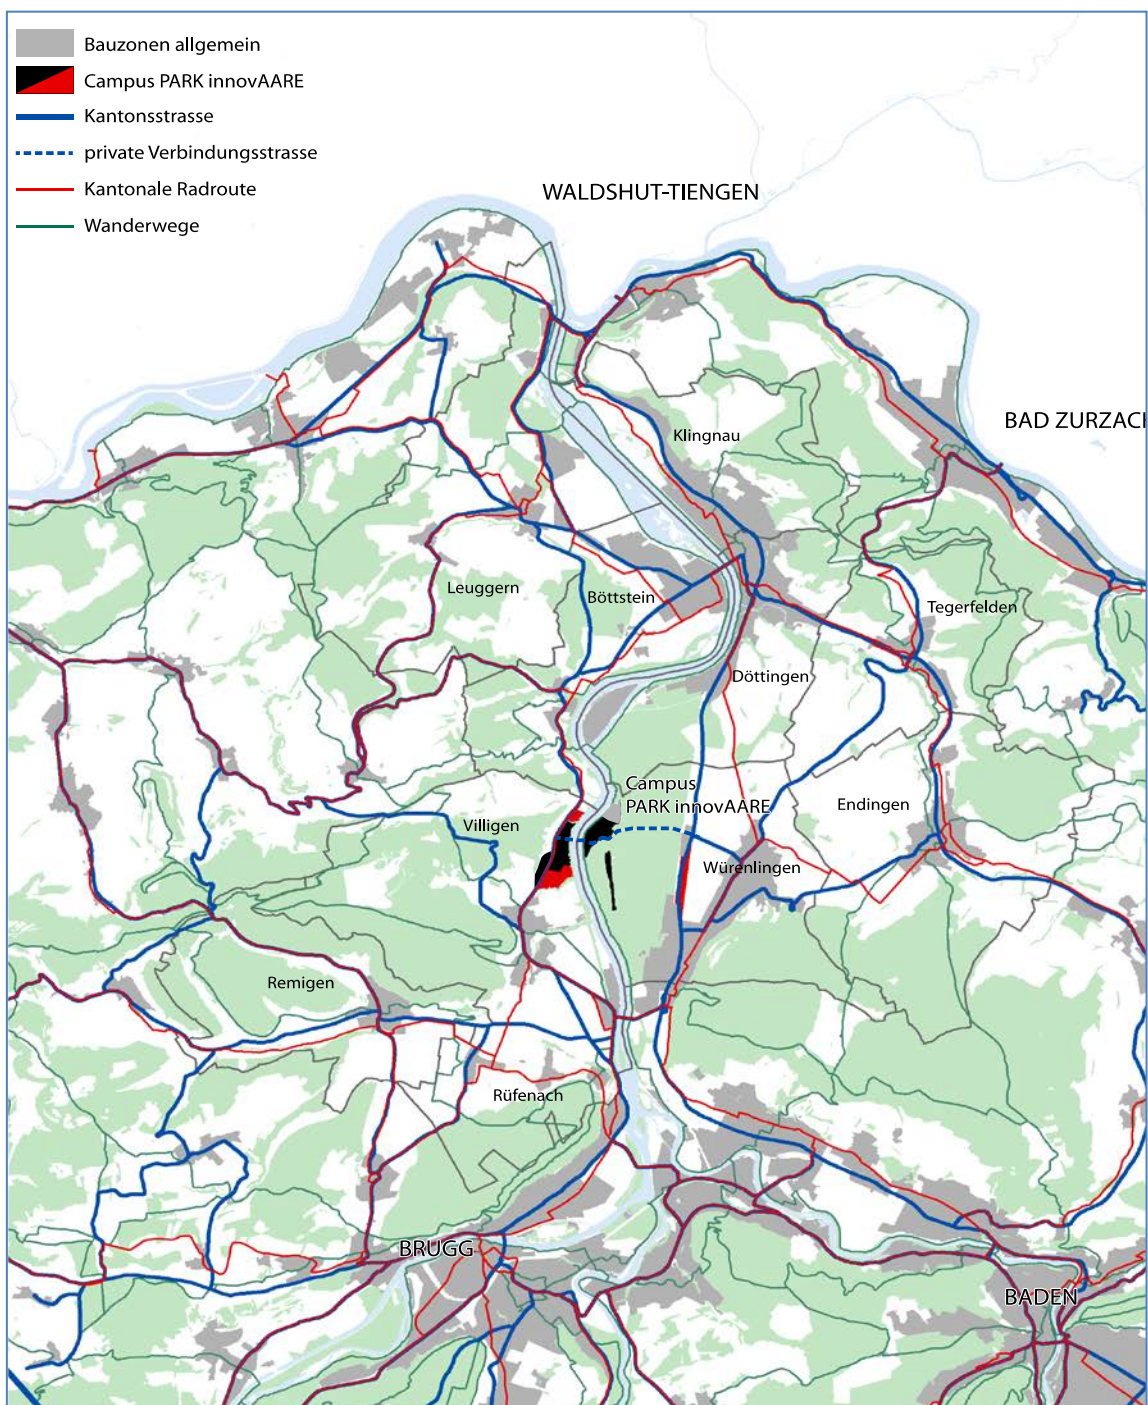 Bauzonen allgemein
Campus PARK innovAARE
Kantonsstrasse
private Verbindungsstrasse
Kantonale Radroute
Wanderwege
WALDSHUT-TIENGEN
BAD ZURZACH
Klingnau
Leuggern
Böttstein
Tegerfelden
Döttingen
Campus
PARK innovAARE
Endingen
Villigen
Würenlingen
Remigen
Rüfenach
BRUGG
BADEN